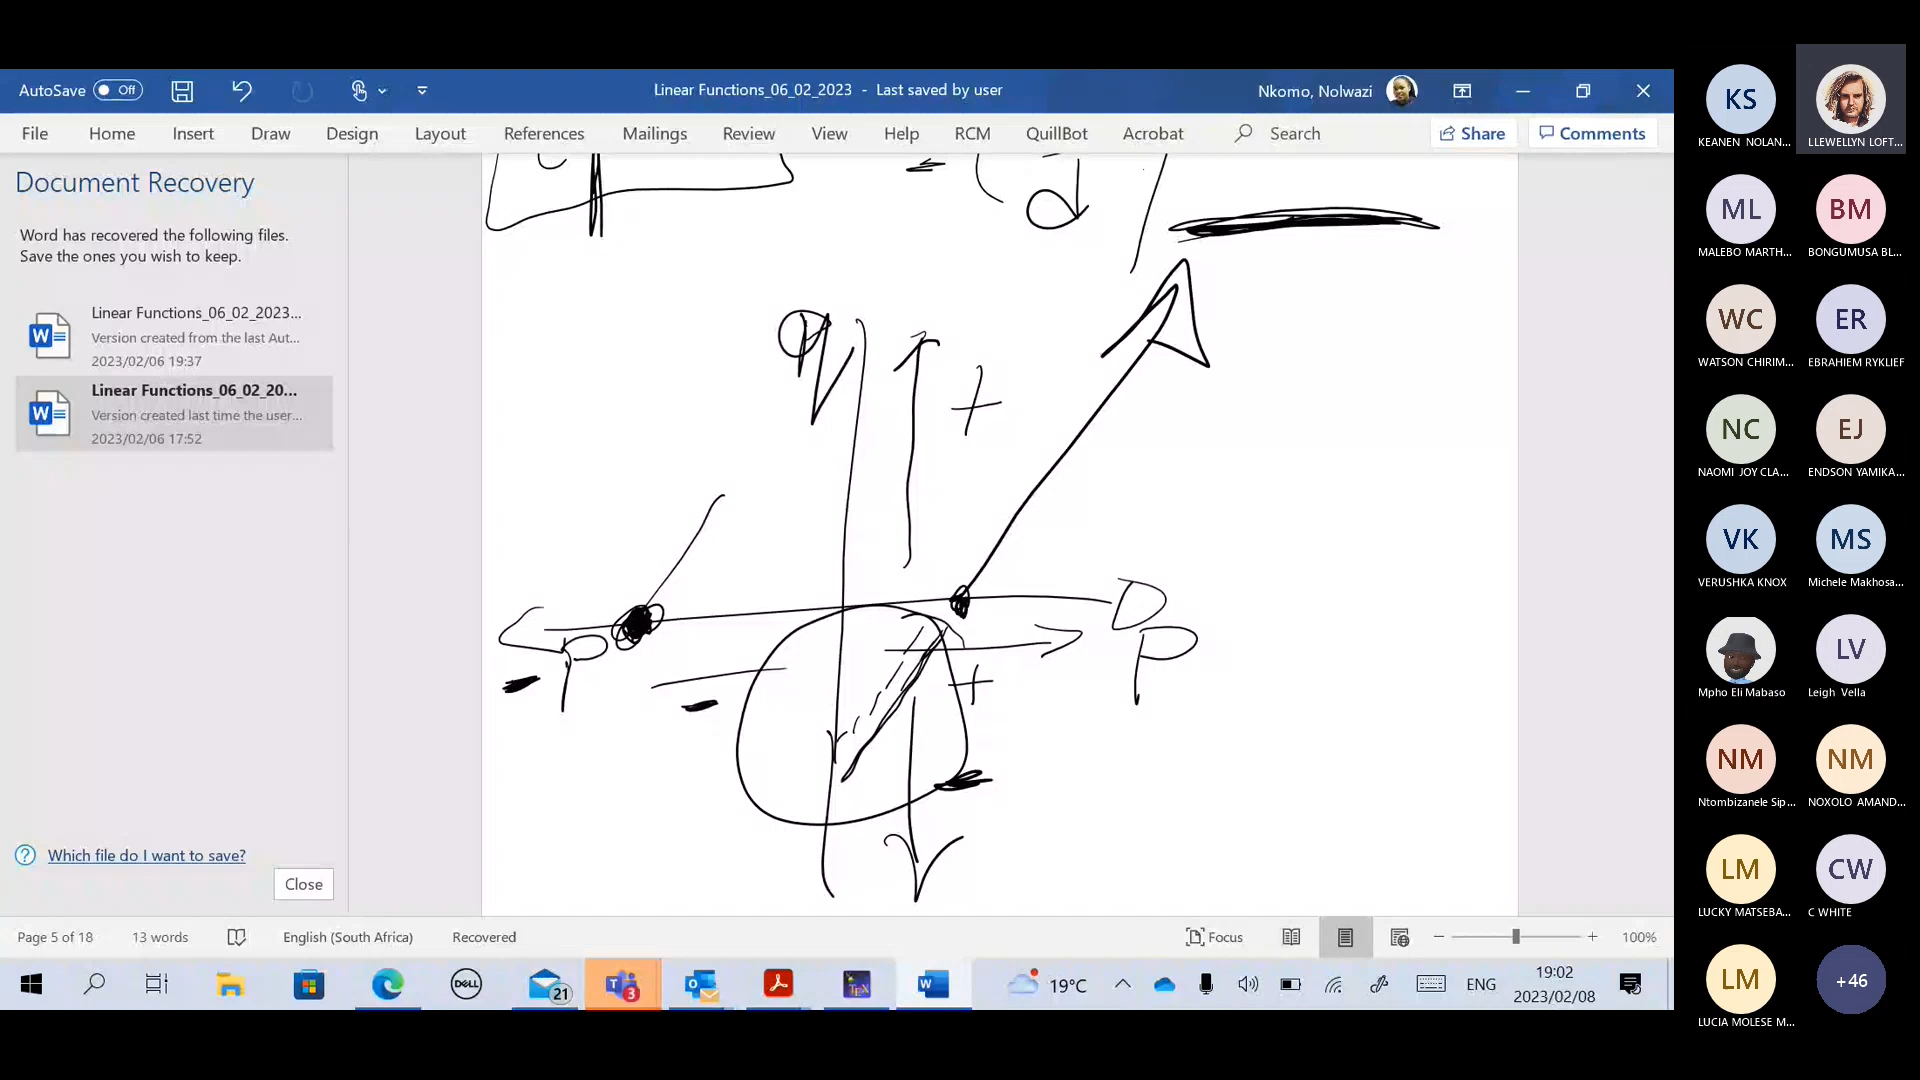 AutoSave Off
Linear Functions_06_02_2023 - Last saved by user
Nkomo, Nolwazi
File Home Insert Draw Design Layout References Mailings Review View Help RCM QuillBot Acrobat Search Share Comments
Document Recovery
Word has recovered the following files.
Save the ones you wish to keep.
Linear Functions_06_02_2023...
Version created from the last Aut...
2023/02/06 19:37
Linear Functions_06_02_20...
Version created last time the user...
2023/02/06 17:52
Which file do I want to save?
Close
d
q
+
p
-
-
+
p
Page 5 of 18 13 words English (South Africa) Recovered Focus 100%
DELL 21 3 19°C ENG
19:02
2023/02/08
KS
KEANEN NOLAN...
LLEWELLYN LOFT...
ML
MALEBO MARTH...
BM
BONGUMUSA BL...
WC
WATSON CHIRIM...
ER
EBRAHIEM RYKLIEF
NC
NAOMI JOY CLA...
EJ
ENDSON YAMIKA...
VK
VERUSHKA KNOX
MS
Michele Makhosa...
Mpho Eli Mabaso
LV
Leigh Vella
NM
Ntombizanele Sip...
NM
NOXOLO AMAND...
LM
LUCKY MATSEBA...
CW
C WHITE
LM
LUCIA MOLESE M...
+46